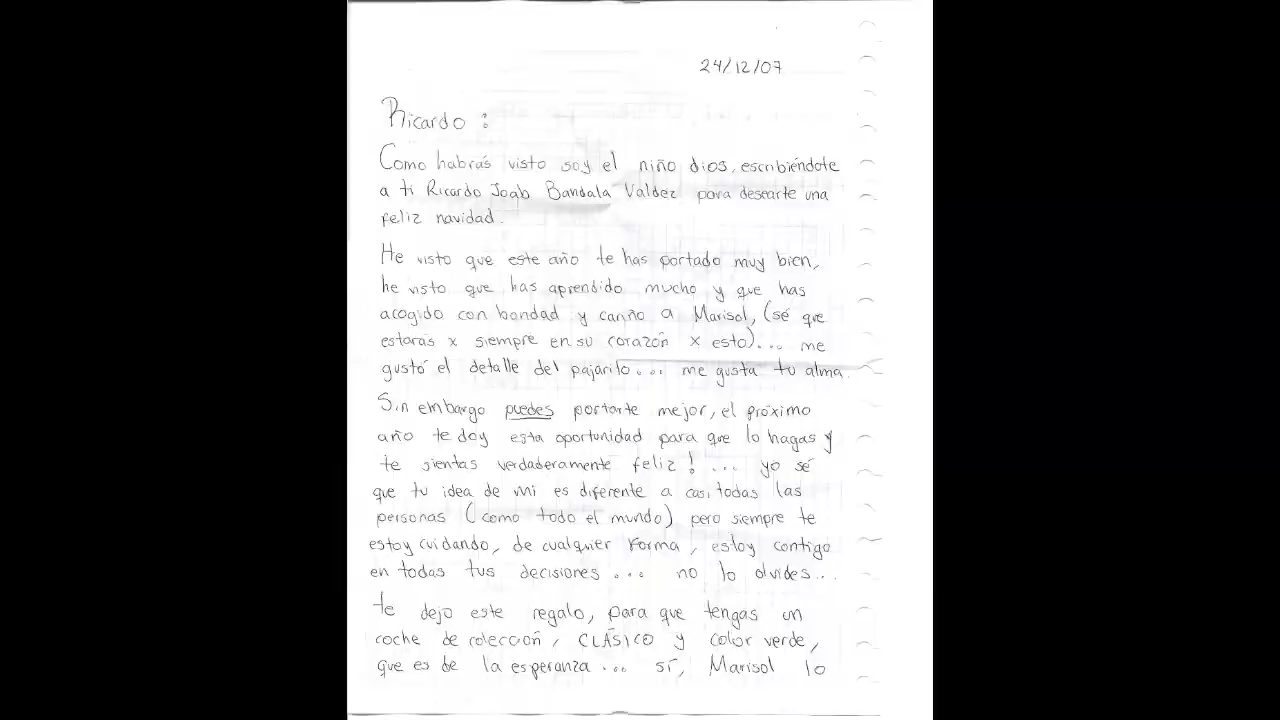 24/12/07
Ricardo :
Como habrás visto soy el niño dios, escribiéndote
a ti Ricardo Joab Bandala Valdez para desearte una
feliz navidad.
He visto que este año te has portado muy bien,
he visto que has aprendido mucho y que has
acogido con bondad y cariño a Marisol, (sé que
estarás x siempre en su corazón x esto)... me
gustó el detalle del pajarito.... me gusta tu alma.
Sin embargo puedes portarte mejor, el próximo
año te doy esta oportunidad para que lo hagas y
te sientas verdaderamente feliz! ... yo sé
que tu idea de mi es diferente a casi todas las
personas (como todo el mundo) pero siempre te
estoy cuidando, de cualquier forma, estoy contigo
en todas tus decisiones .... no lo olvides...
te dejo este regalo, para que tengas un
coche de colección, CLÁSICO y color verde,
que es de la esperanza ... sí, Marisol lo